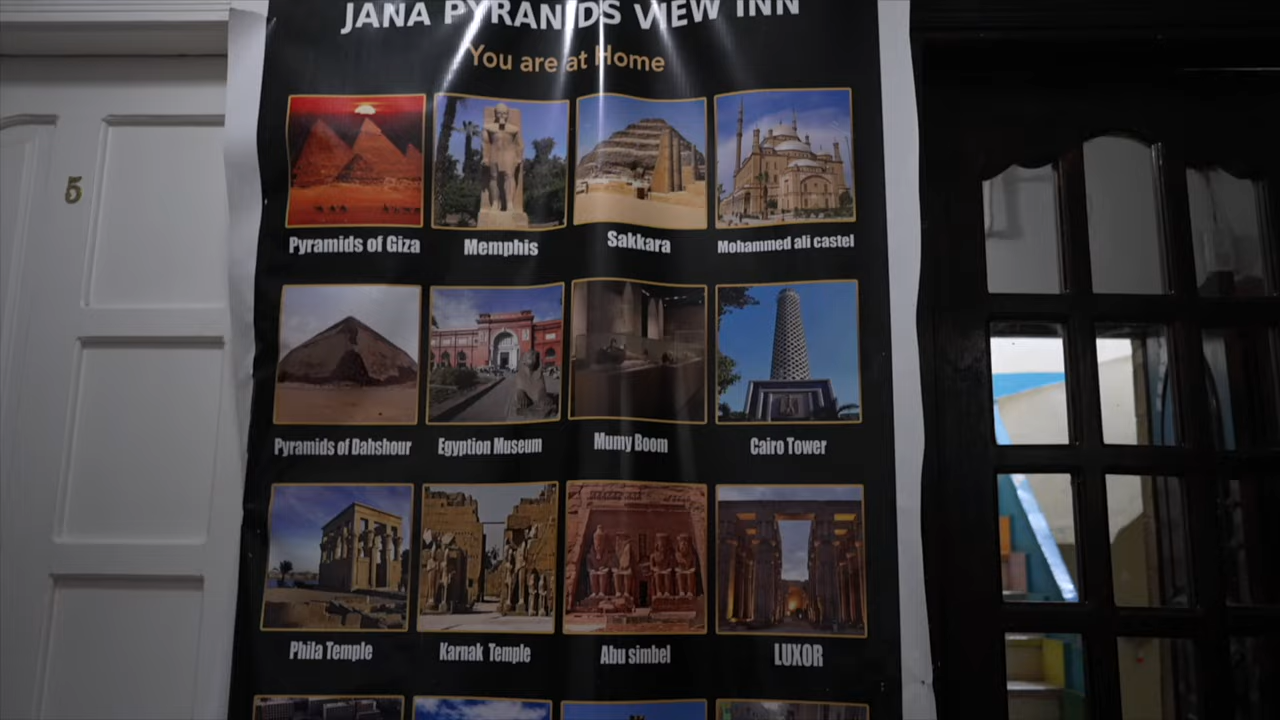 JANA PYRAMIDS VIEW INN
You are at Home
5
Pyramids of Giza
Memphis
Sakkara
Mohammed ali castel
Pyramids of Dahshour
Egyption Museum
Mumy Boom
Cairo Tower
Phila Temple
Karnak Temple
Abu simbel
LUXOR